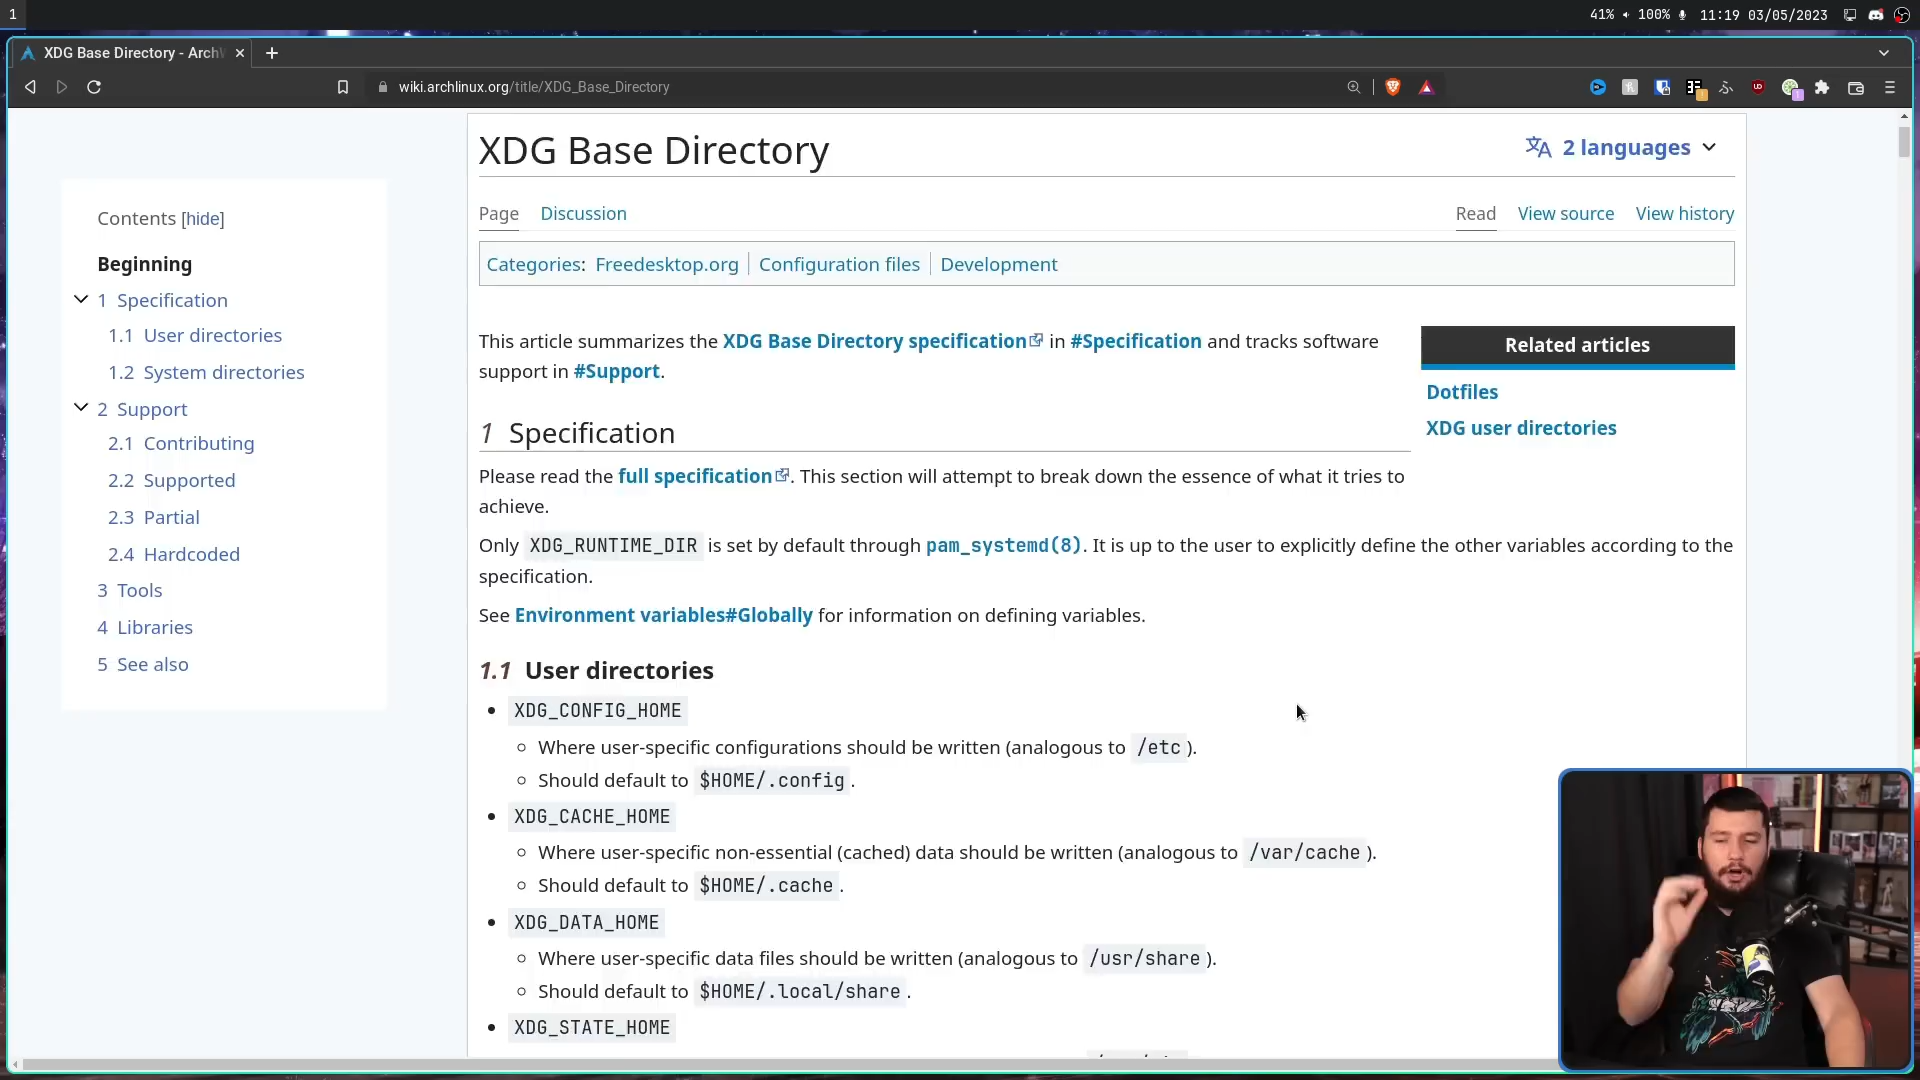 1
41% 100% 11:19 03/05/2023
XDG Base Directory - Arch
wiki.archlinux.org/title/XDG_Base_Directory
XDG Base Directory
2 languages
Page Discussion
Read View source View history
Categories: Freedesktop.org Configuration files Development
Contents [hide]
Beginning
1 Specification
1.1 User directories
1.2 System directories
2 Support
2.1 Contributing
2.2 Supported
2.3 Partial
2.4 Hardcoded
3 Tools
4 Libraries
5 See also
This article summarizes the XDG Base Directory specification in #Specification and tracks software
support in #Support.
Related articles
Dotfiles
XDG user directories
1 Specification
Please read the full specification. This section will attempt to break down the essence of what it tries to
achieve.
Only XDG_RUNTIME_DIR is set by default through pam_systemd(8). It is up to the user to explicitly define the other variables according to the
specification.
See Environment variables#Globally for information on defining variables.
1.1 User directories
XDG_CONFIG_HOME
Where user-specific configurations should be written (analogous to /etc ).
Should default to $HOME/.config .
XDG_CACHE_HOME
Where user-specific non-essential (cached) data should be written (analogous to /var/cache ).
Should default to $HOME/.cache .
XDG_DATA_HOME
Where user-specific data files should be written (analogous to /usr/share ).
Should default to $HOME/.local/share .
XDG_STATE_HOME